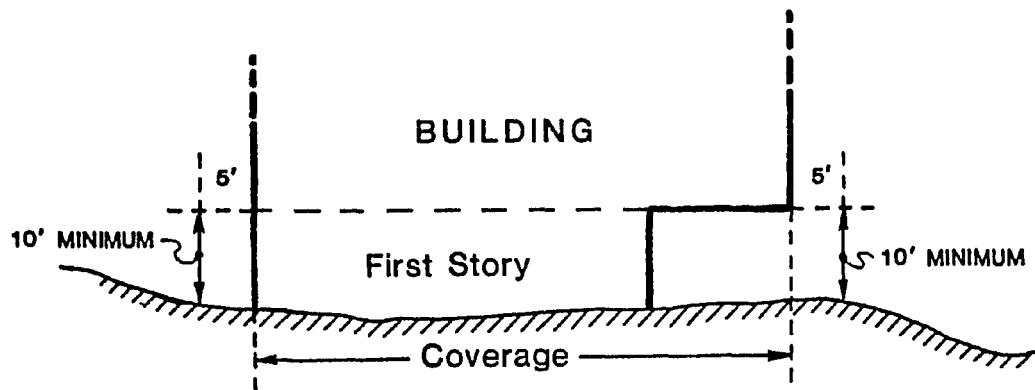 BUILDING
5'
5'
10' MINIMUM
First Story
10' MINIMUM
Coverage